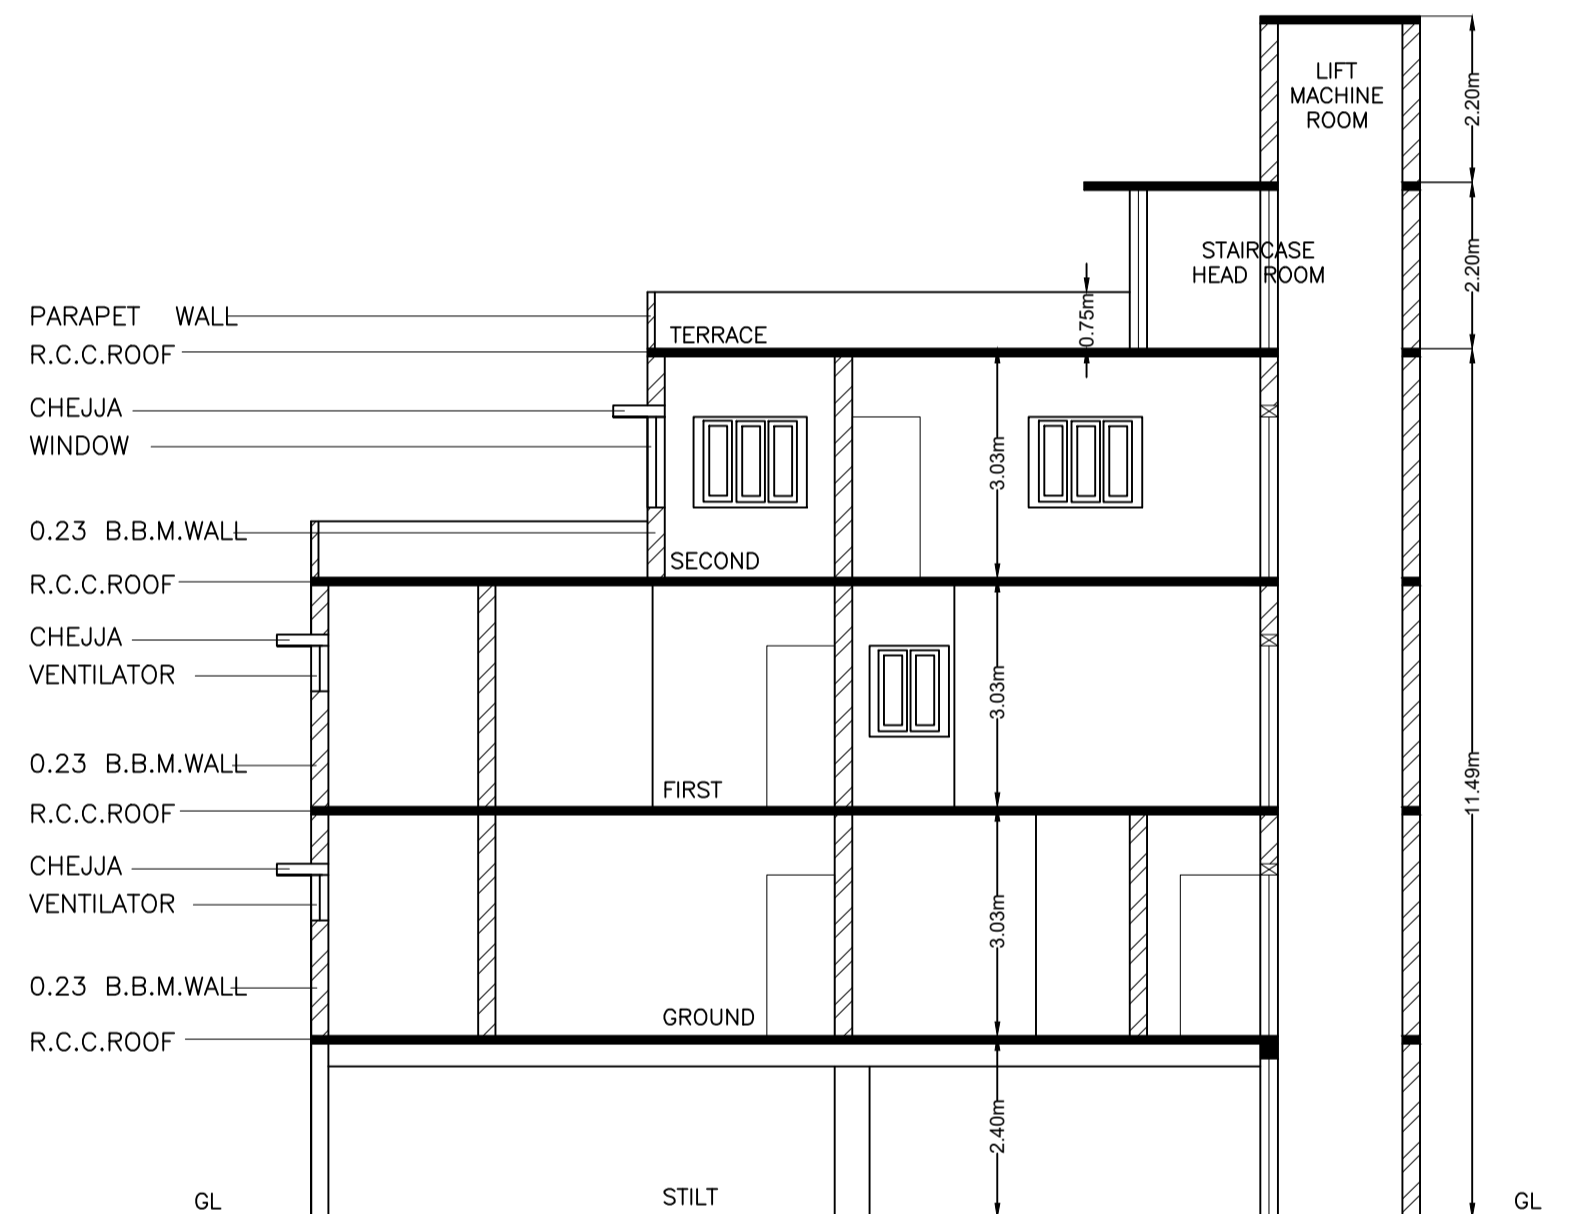 LIFT
MACHINE
ROOM
2.20m
STAIRCASE
HEAD ROOM
2.20m
PARAPET WALL
0.75m
TERRACE
R.C.C.ROOF
CHEJJA
WINDOW
3.03m
0.23 B.B.M.WALL
SECOND
R.C.C.ROOF
CHEJJA
VENTILATOR
3.03m
0.23 B.B.M.WALL
11.49m
FIRST
R.C.C.ROOF
CHEJJA
VENTILATOR
3.03m
0.23 B.B.M.WALL
GROUND
R.C.C.ROOF
2.40m
GL
STILT
GL